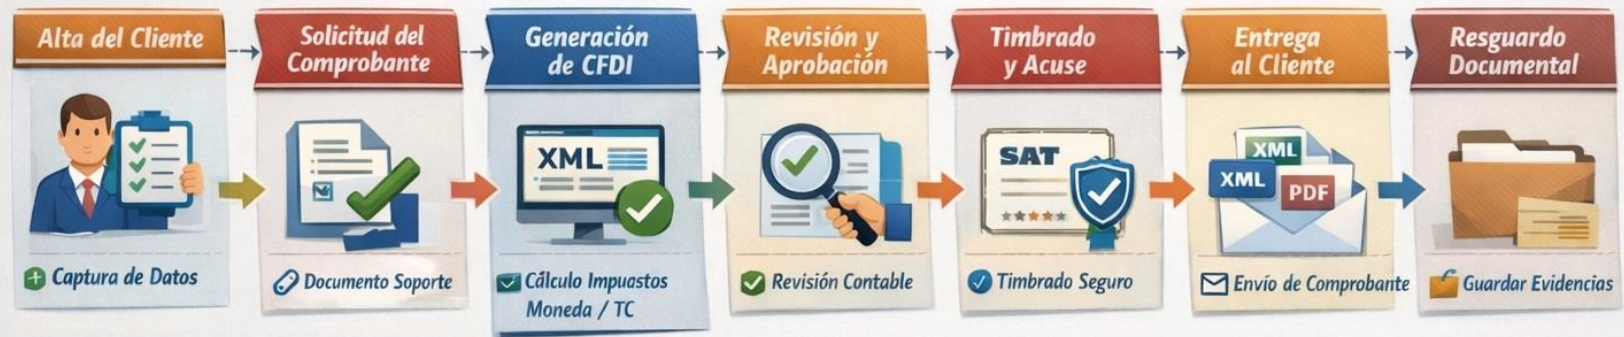 Alta del Cliente
Captura de Datos
Solicitud del
Comprobante
Documento Soporte
Generación
de CFDI
XML
Cálculo Impuestos
Moneda / TC
Revisión y
Aprobación
Revisión Contable
Timbrado
y Acuse
SAT
Timbrado Seguro
Entrega
al Cliente
XML
XML
PDF
Envío de Comprobante
Resguardo
Documental
Guardar Evidencias